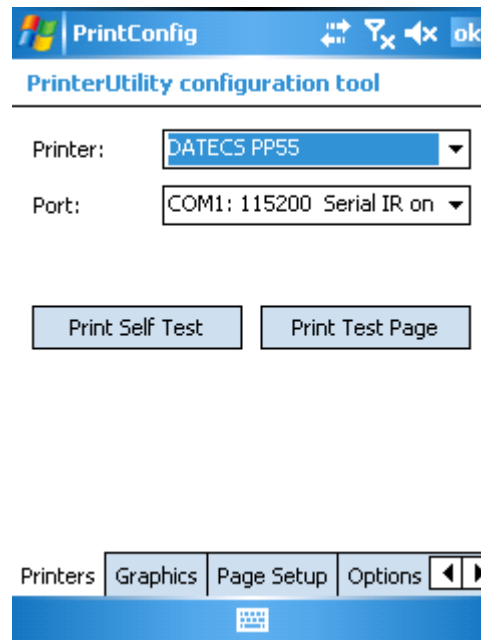 PrintConfig ok
PrinterUtility configuration tool
Printer: DATECS PP55
Port: COM1: 115200 Serial IR on
Print Self Test Print Test Page
Printers Graphics Page Setup Options